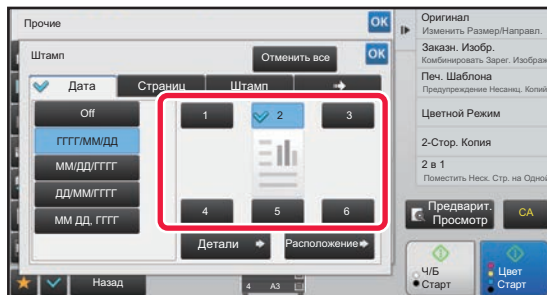 Прочие
OK
Штамп
Отменить все
OK
Дата
Страниц
Штамп
Off
ГГГГ/ММ/ДД
ММ/ДД/ГГГГ
ДД/ММ/ГГГГ
ММ ДД, ГГГГ
1
2
3
4
5
6
Детали
Расположение
Назад
4 A3
Оригинал
Изменить Размер/Направл.
Заказн. Изобр.
Комбинировать Зарег. Изображ
Печ. Шаблона
Предупреждение Несанкц. Копий
Цветной Режим
2-Стор. Копия
2 в 1
Поместить Неск. Стр. на Одной
Предварит.
Просмотр
CA
Ч/Б
Старт
Цвет
Старт